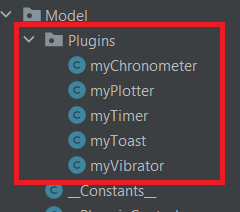 Model
Plugins
myChronometer
myPlotter
myTimer
myToast
myVibrator
__Constants__